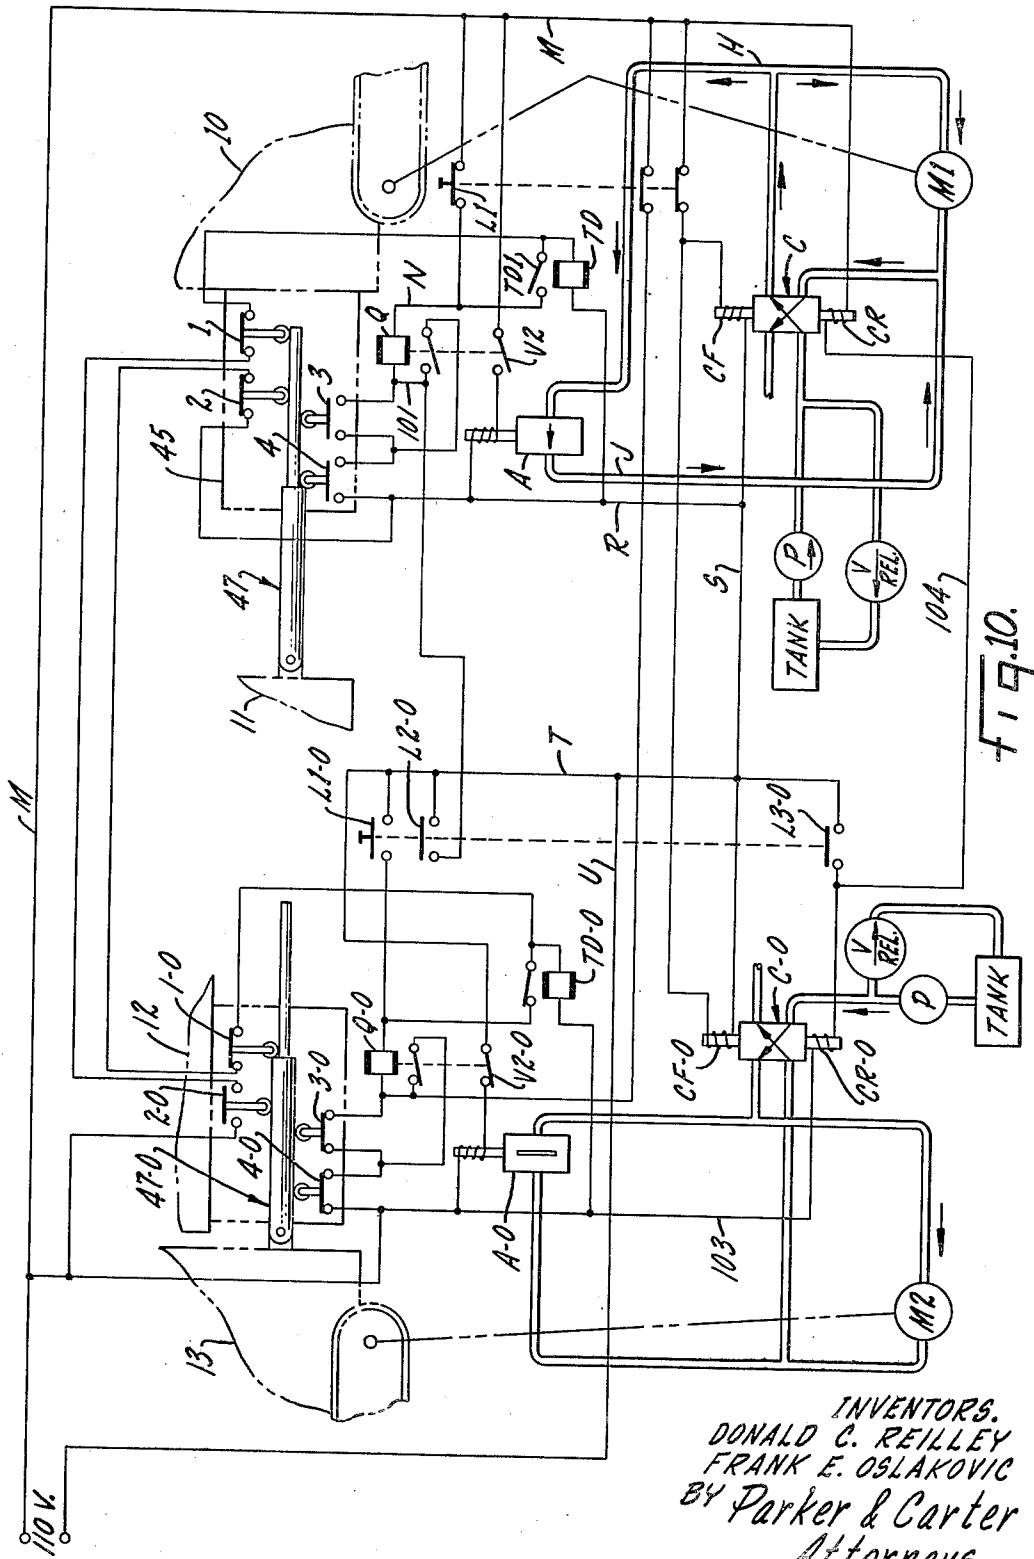 110 V.
M
10
45
2
1
47
11
4
3
Q
N
101
L1
V2
TD1
TD
M
H
A
J
R
S
CF
C
CR
P
V
REL.
TANK
M1
104
12
1-0
2-0
47-0
4-0
3-0
Q-0
13
L1-0
L2-0
T
V2-0
TD-0
U
L3-0
A-0
103
CF-0
C-0
CR-0
V
REL.
P
TANK
M2
Fig.10.
INVENTORS.
DONALD C. REILLEY
FRANK E. OSLAKOVIC
BY Parker & Carter
Attorneys